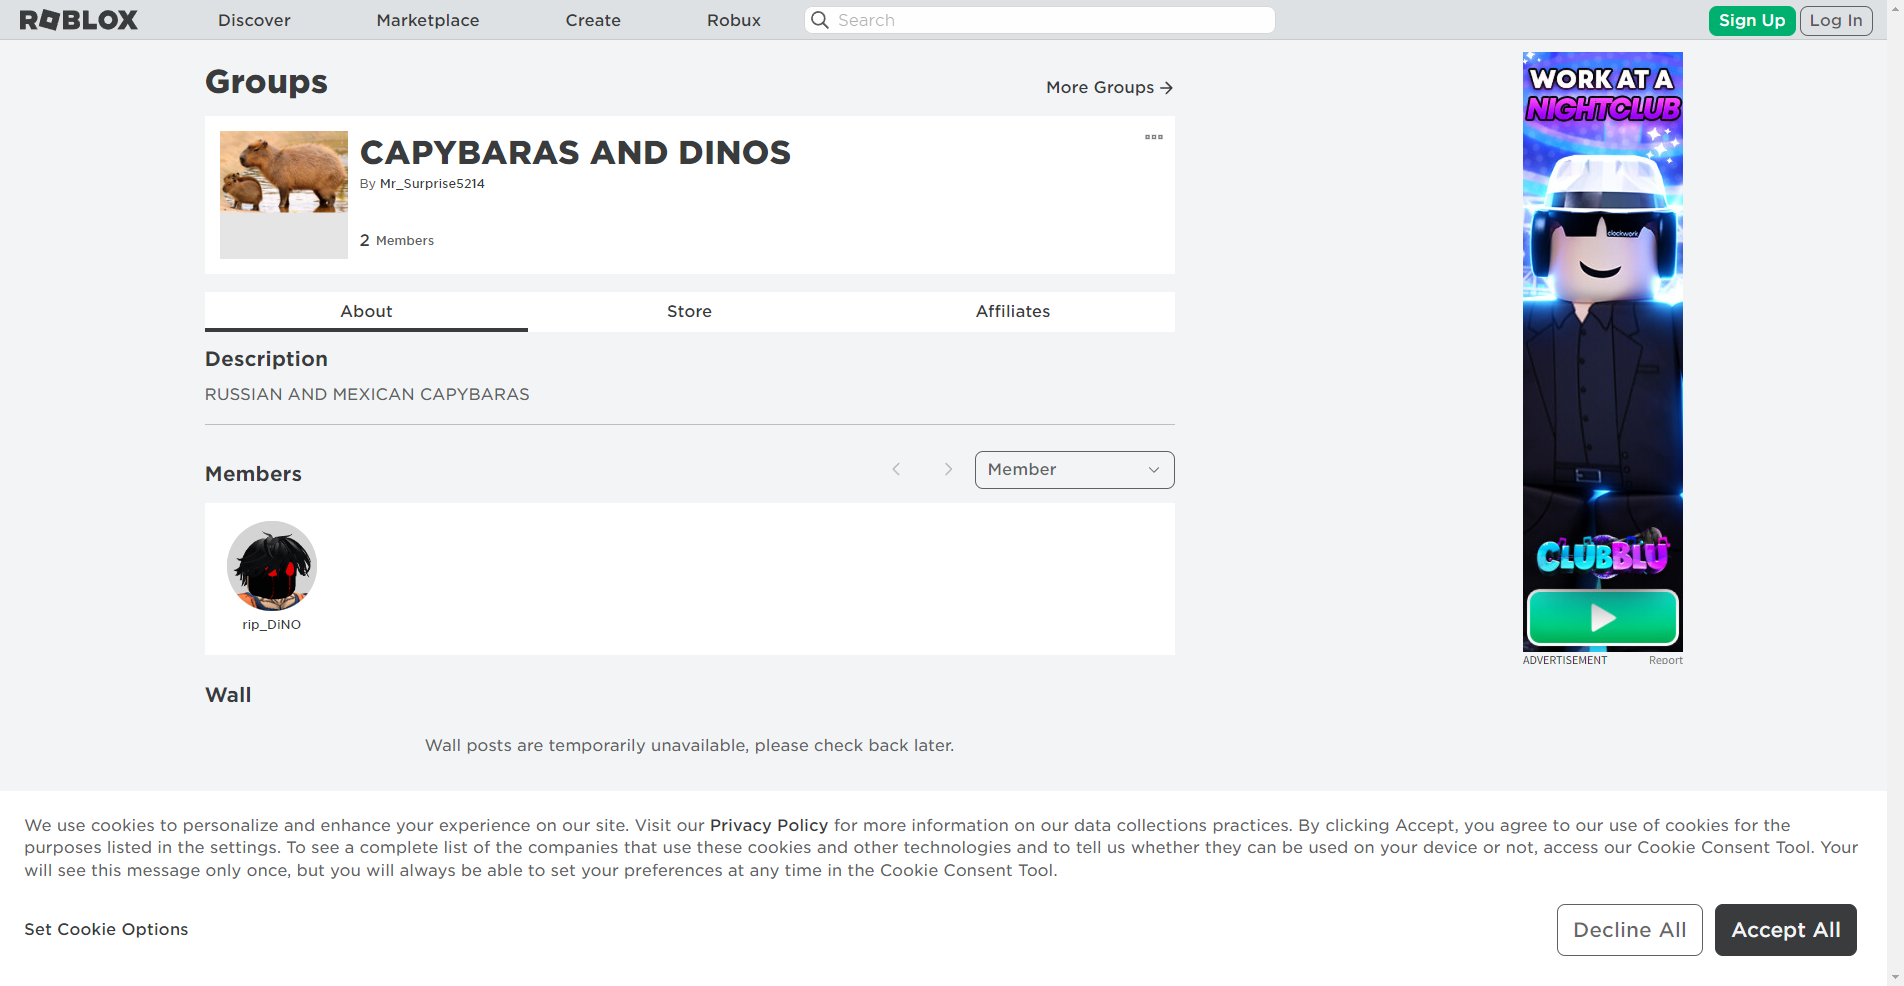 ROBLOX
Discover
Marketplace
Create
Robux
Search
Sign Up
Log In
Groups
More Groups
CAPYBARAS AND DINOS
By Mr_Surprise5214
2 Members
About
Store
Affiliates
Description
RUSSIAN AND MEXICAN CAPYBARAS
Members
Member
rip_DiNO
Wall
Wall posts are temporarily unavailable, please check back later.
WORK AT A
NIGHTCLUB
clockwork
CLUBBLU
ADVERTISEMENT
Report
We use cookies to personalize and enhance your experience on our site. Visit our Privacy Policy for more information on our data collections practices. By clicking Accept, you agree to our use of cookies for the
purposes listed in the settings. To see a complete list of the companies that use these cookies and other technologies and to tell us whether they can be used on your device or not, access our Cookie Consent Tool. Your
will see this message only once, but you will always be able to set your preferences at any time in the Cookie Consent Tool.
Set Cookie Options
Decline All
Accept All